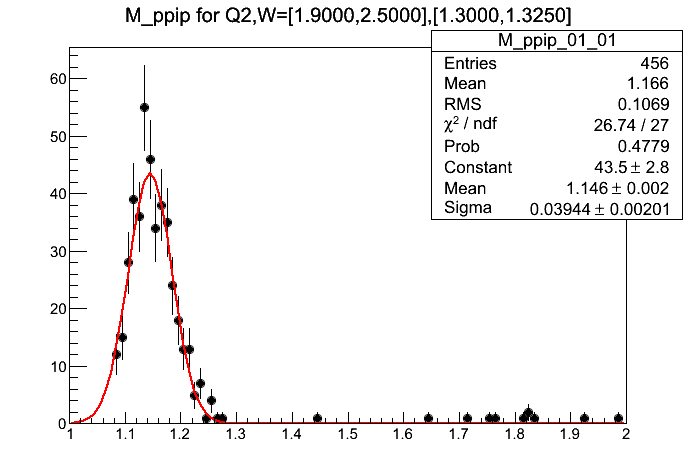 M_ppip for Q2,W=[1.9000,2.5000],[1.3000,1.3250]
M_ppip_01_01
Entries 456
Mean 1.166
RMS 0.1069
χ² / ndf 26.74 / 27
Prob 0.4779
Constant 43.5 ± 2.8
Mean 1.146 ± 0.002
Sigma 0.03944 ± 0.00201
60
50
40
30
20
10
0
1 1.1 1.2 1.3 1.4 1.5 1.6 1.7 1.8 1.9 2